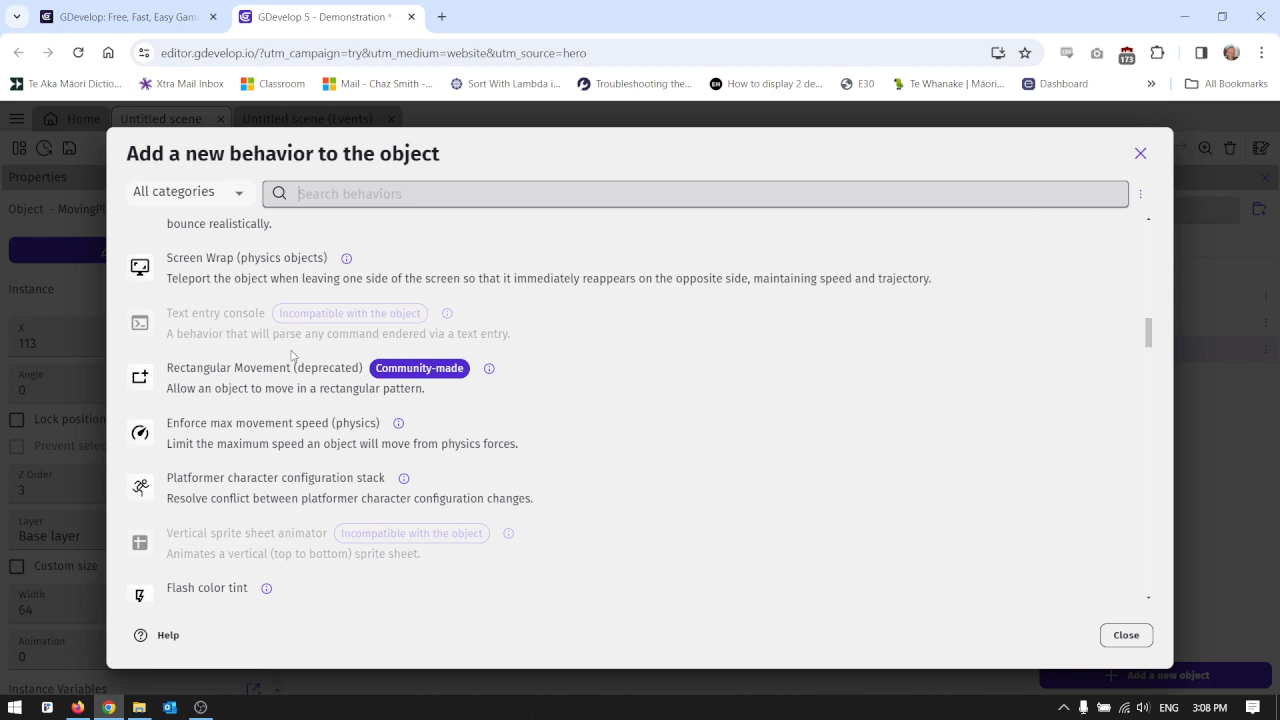 GDevelop: Free, Fast, Easy Game
GDevelop 5 - Demonstration *
editor.gdevelop.io/?utm_campaign=try&utm_medium=website&utm_source=hero
173
Te Aka Māori Dictio...
Xtra Mail Inbox
Classroom
Mail - Chaz Smith -...
Sort With Lambda i...
Troubleshooting the...
How to display 2 de...
E30
Te Whanake | Māori...
Dashboard
»
All Bookmarks
Home
Untitled scene
Untitled scene (Events)
Properties
Object - MovingPl
Instance
X
113
Angle
0
Lock position
Prevent selec
Z Order
3
Layer
Base layer
Custom size
Width
64
Animation
0
Instance Variables
Add a new behavior to the object
All categories
Search behaviors
bounce realistically.
Screen Wrap (physics objects)
Teleport the object when leaving one side of the screen so that it immediately reappears on the opposite side, maintaining speed and trajectory.
Text entry console Incompatible with the object
A behavior that will parse any command endered via a text entry.
Rectangular Movement (deprecated) Community-made
Allow an object to move in a rectangular pattern.
Enforce max movement speed (physics)
Limit the maximum speed an object will move from physics forces.
Platformer character configuration stack
Resolve conflict between platformer character configuration changes.
Vertical sprite sheet animator Incompatible with the object
Animates a vertical (top to bottom) sprite sheet.
Flash color tint
Help
Close
Add a new object
ENG
3:08 PM